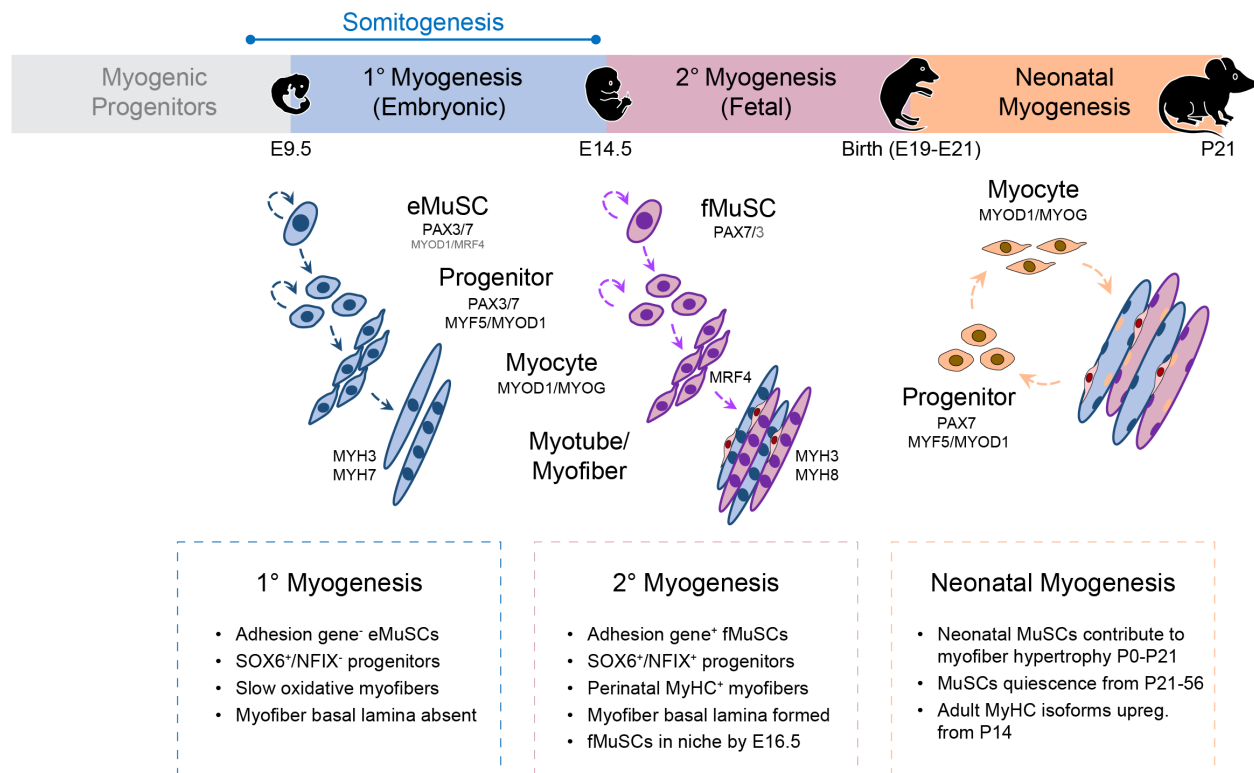 Somitogenesis
Myogenic
Progenitors
1° Myogenesis
(Embryonic)
2° Myogenesis
(Fetal)
Neonatal
Myogenesis
E9.5
E14.5
Birth (E19-E21)
P21
eMuSC
PAX3/7
MYOD1/MRF4
Progenitor
PAX3/7
MYF5/MYOD1
Myocyte
MYOD1/MYOG
Myotube/
Myofiber
MYH3
MYH7
fMuSC
PAX7/3
MRF4
MYH3
MYH8
Myocyte
MYOD1/MYOG
Progenitor
PAX7
MYF5/MYOD1
1° Myogenesis
• Adhesion gene⁻ eMuSCs
• SOX6⁺/NFIX⁻ progenitors
• Slow oxidative myofibers
• Myofiber basal lamina absent
2° Myogenesis
• Adhesion gene⁺ fMuSCs
• SOX6⁺/NFIX⁺ progenitors
• Perinatal MyHC⁺ myofibers
• Myofiber basal lamina formed
• fMuSCs in niche by E16.5
Neonatal Myogenesis
• Neonatal MuSCs contribute to
myofiber hypertrophy P0-P21
• MuSCs quiescence from P21-56
• Adult MyHC isoforms upreg.
from P14